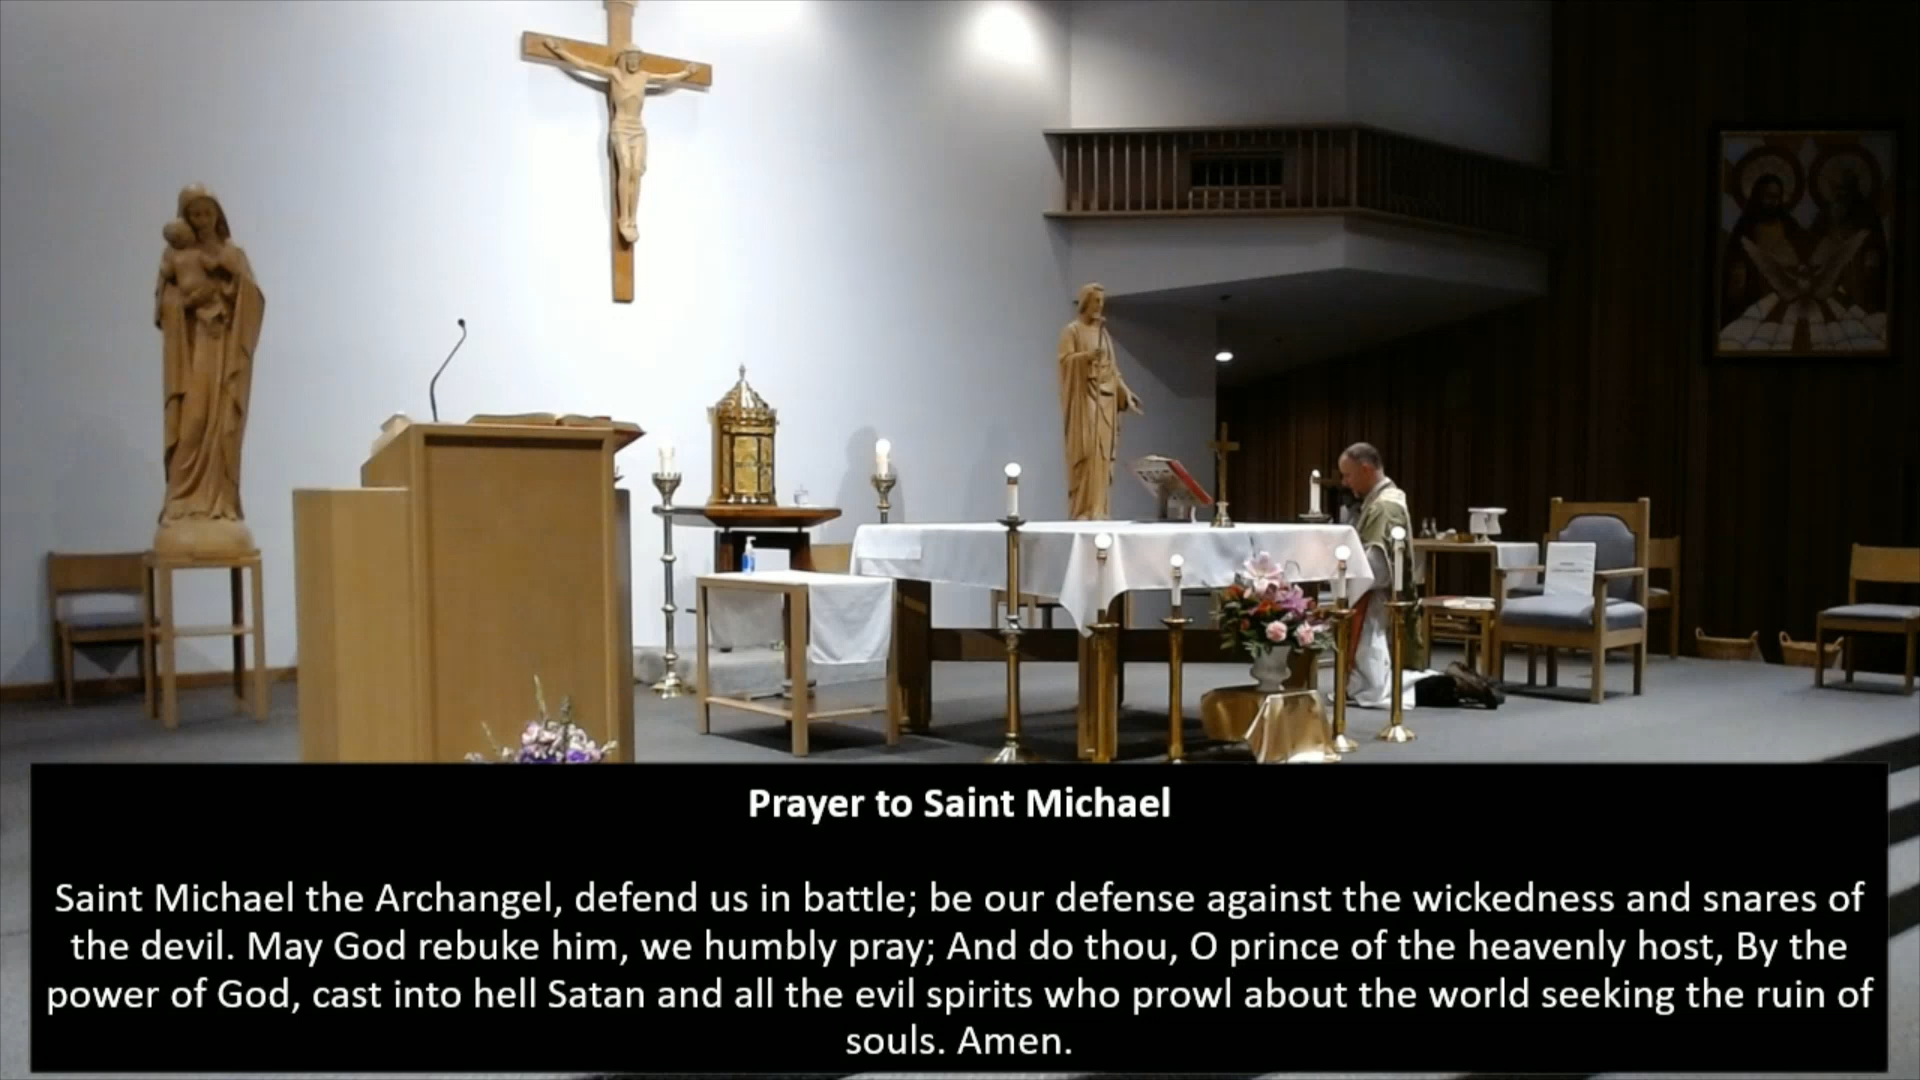 Prayer to Saint Michael
Saint Michael the Archangel, defend us in battle; be our defense against the wickedness and snares of
the devil. May God rebuke him, we humbly pray; And do thou, O prince of the heavenly host, By the
power of God, cast into hell Satan and all the evil spirits who prowl about the world seeking the ruin of
souls. Amen.